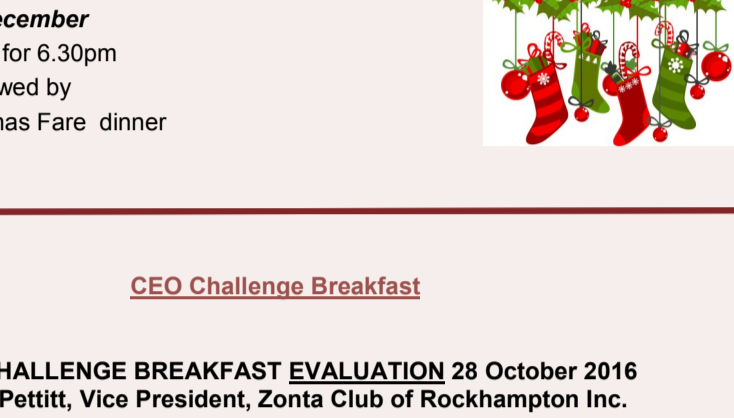 ecember
for 6.30pm
wed by
as Fare dinner
CEO Challenge Breakfast
HALLENGE BREAKFAST EVALUATION 28 October 2016
Pettitt, Vice President, Zonta Club of Rockhampton Inc.